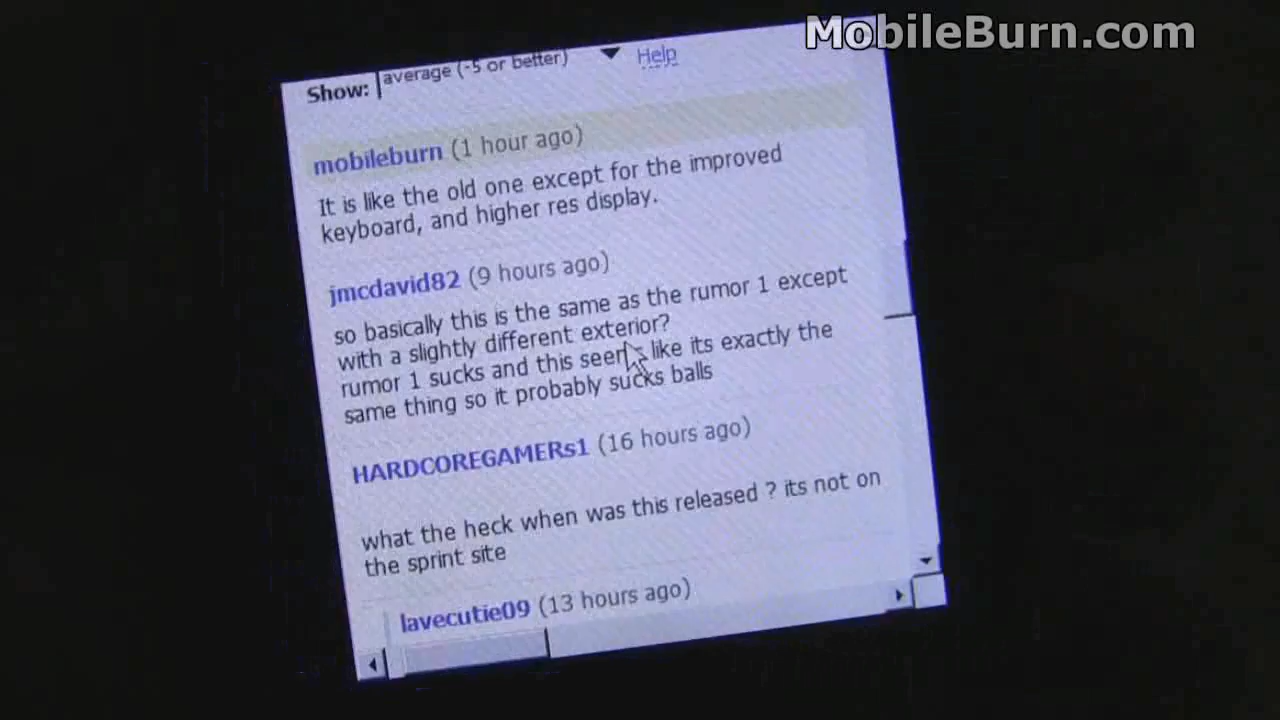 MobileBurn.com
Show: average (-5 or better) Help
mobileburn (1 hour ago)
It is like the old one except for the improved
keyboard, and higher res display.
jmcdavid82 (9 hours ago)
so basically this is the same as the rumor 1 except
with a slightly different exterior?
rumor 1 sucks and this seems like its exactly the
same thing so it probably sucks balls
HARDCOREGAMERs1 (16 hours ago)
what the heck when was this released ? its not on
the sprint site
lavecutie09 (13 hours ago)